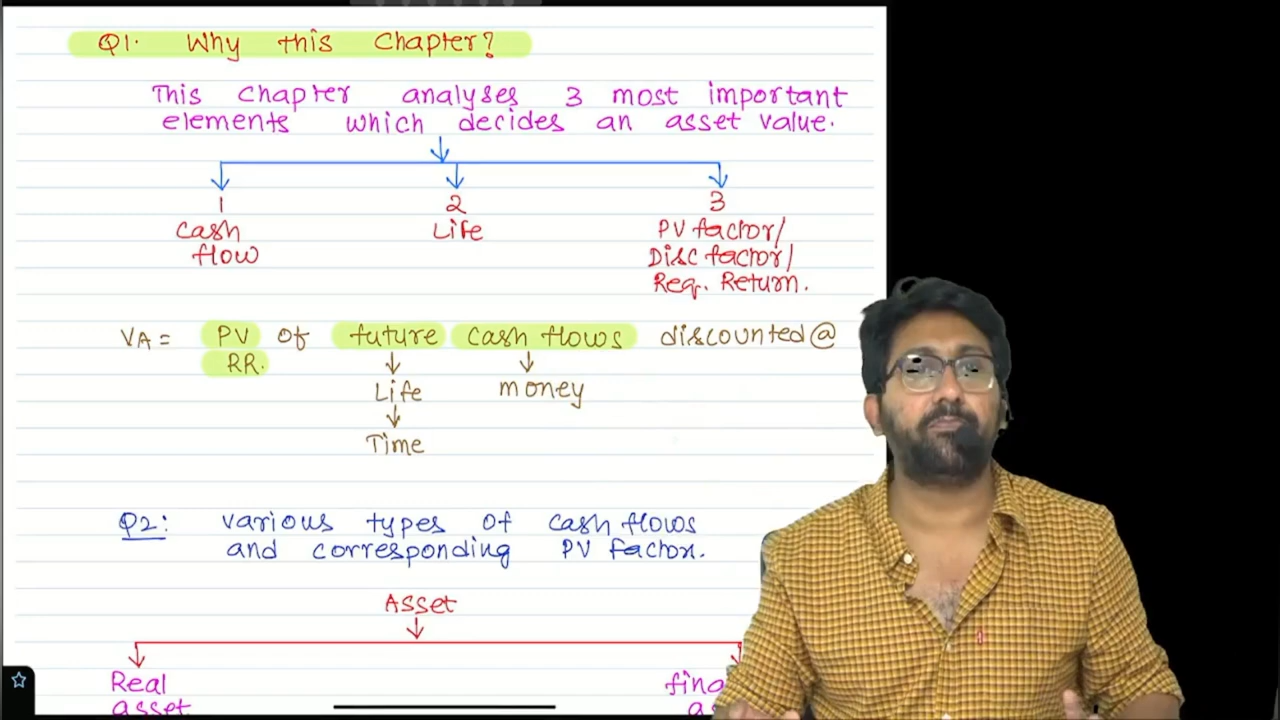 Q1. Why this Chapter?
This chapter analyses 3 most important
elements which decides an asset value.
1 2 3
Cash Life PV factor/
flow Disc factor/
Req. Return.
VA = PV of future cash flows discounted @
RR.
Life money
Time
Q2: various types of cash flows
and corresponding PV factor.
Asset
Real
asset